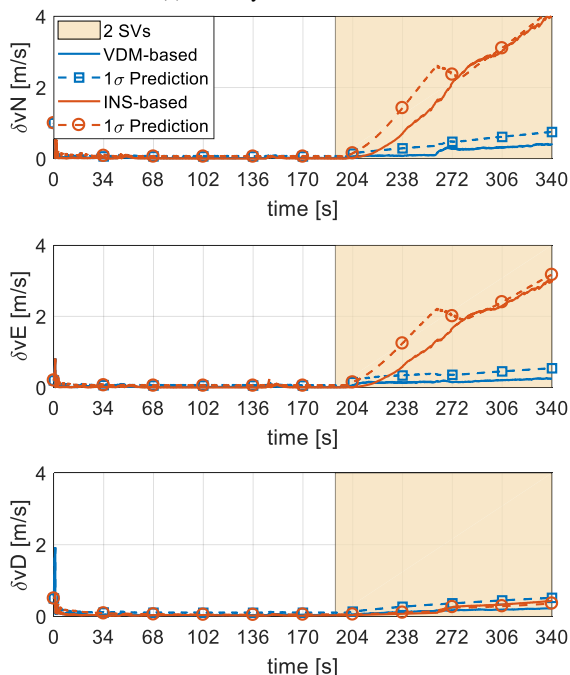 4
2
0
δvN [m/s]
2 SVs
VDM-based
1σ Prediction
INS-based
1σ Prediction
0 34 68 102 136 170 204 238 272 306 340
time [s]
4
2
0
δvE [m/s]
0 34 68 102 136 170 204 238 272 306 340
time [s]
4
2
0
δvD [m/s]
0 34 68 102 136 170 204 238 272 306 340
time [s]